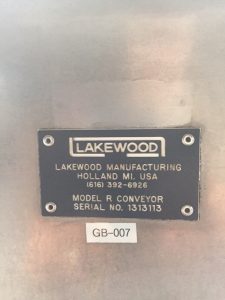 LAKEWOOD
LAKEWOOD MANUFACTURING
HOLLAND MI. USA
(616) 392-6926
MODEL R CONVEYOR
SERIAL NO. 1313113
GB-007